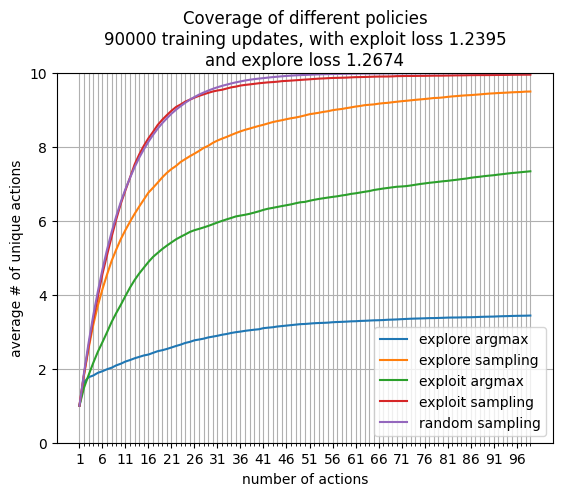 Coverage of different policies
90000 training updates, with exploit loss 1.2395
and explore loss 1.2674
10
8
6
4
2
0
average # of unique actions
explore argmax
explore sampling
exploit argmax
exploit sampling
random sampling
1 6 11 16 21 26 31 36 41 46 51 56 61 66 71 76 81 86 91 96
number of actions